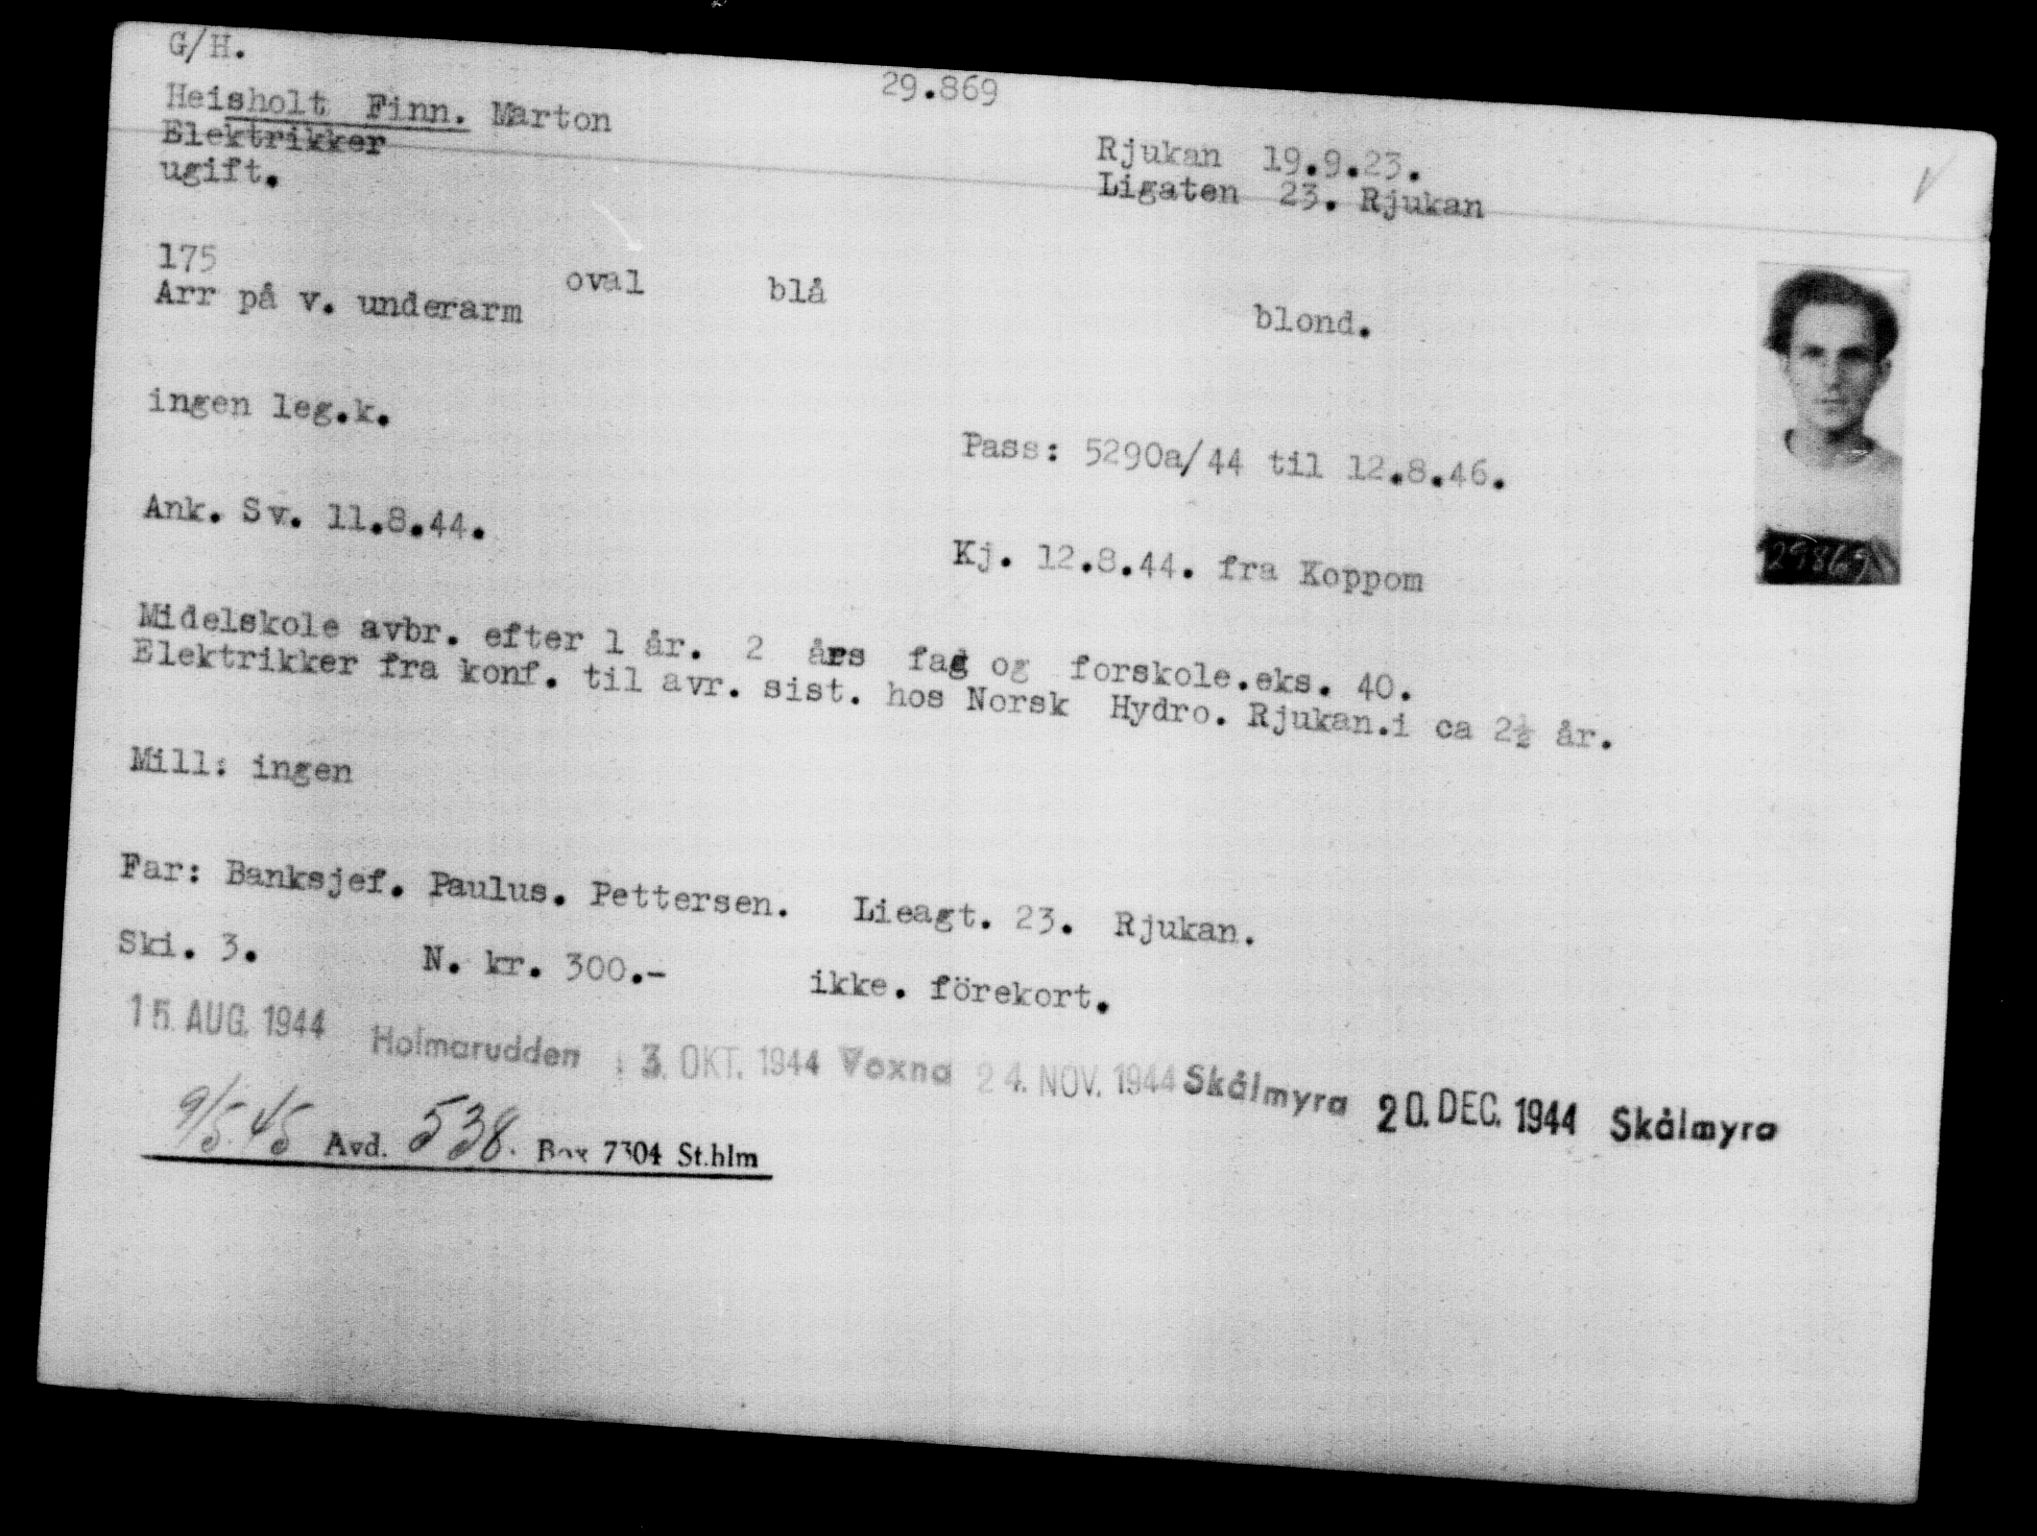 G/H.
29.869
Heisholt Finn. Marton
Elektrikker
ugift.
Rjukan 19.9.23.
Ligaten 23. Rjukan
175 oval blå blond.
Arr på v. underarm
ingen leg.k.
Pass: 5290a/44 til 12.8.46.
Ank. Sv. 11.8.44.
Kj. 12.8.44. fra Koppom
29869
Midelskole avbr. efter 1 år. 2 års fag og forskole.eks. 40.
Elektrikker fra konf. til avr. sist. hos Norsk Hydro. Rjukan.i ca 2½ år.
Mill: ingen
Far: Banksjef. Paulus. Pettersen. Lieagt. 23. Rjukan.
Ski. 3. N. kr. 300.- ikke. förekort.
15. AUG. 1944 Holmarudden 3. OKT. 1944 Voxna 24. NOV. 1944 Skålmyra 20. DEC. 1944 Skålmyra
9/5.45 Avd. 538. Box 7304 St.hlm